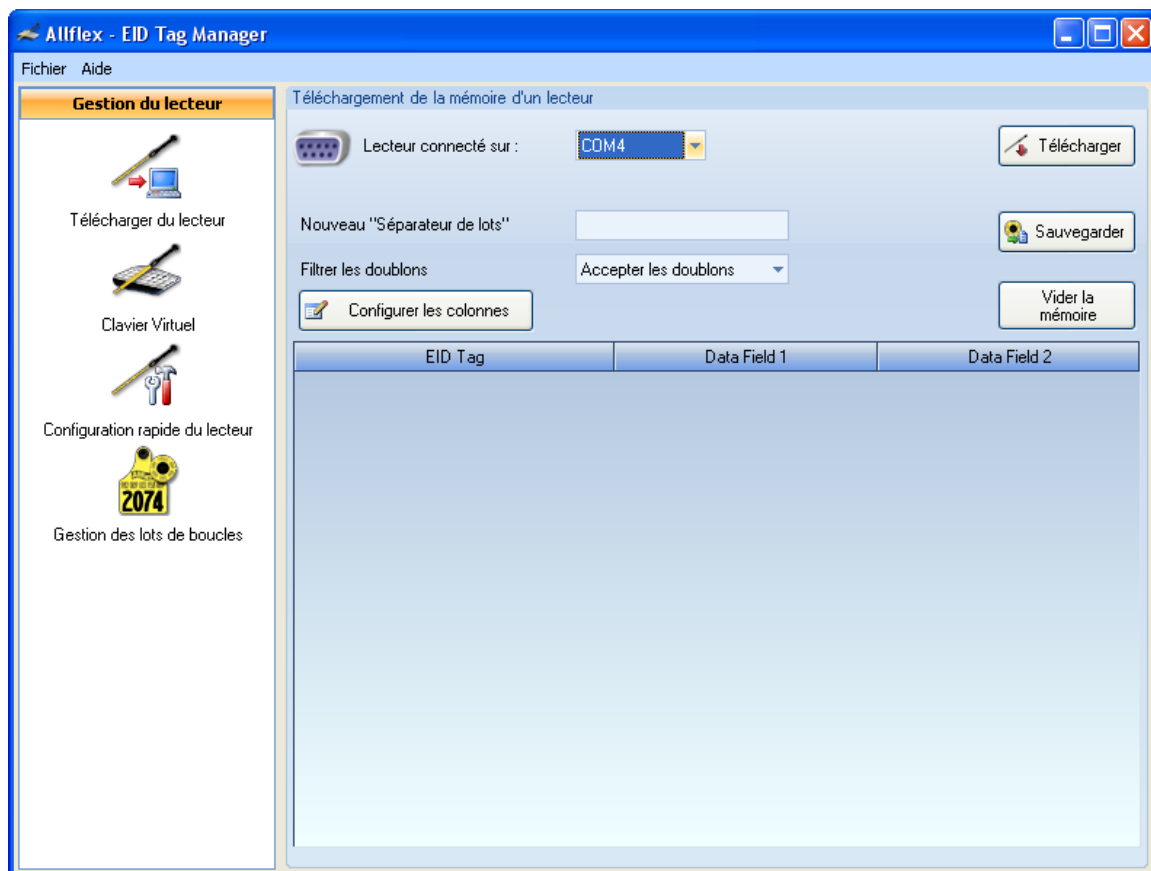 Allflex - EID Tag Manager
Fichier Aide
Gestion du lecteur
Télécharger du lecteur
Clavier Virtuel
Configuration rapide du lecteur
2074
Gestion des lots de boucles
Téléchargement de la mémoire d'un lecteur
Lecteur connecté sur :
COM4
Télécharger
Nouveau "Séparateur de lots"
Sauvegarder
Filtrer les doublons
Accepter les doublons
Configurer les colonnes
Vider la
mémoire
EID Tag
Data Field 1
Data Field 2